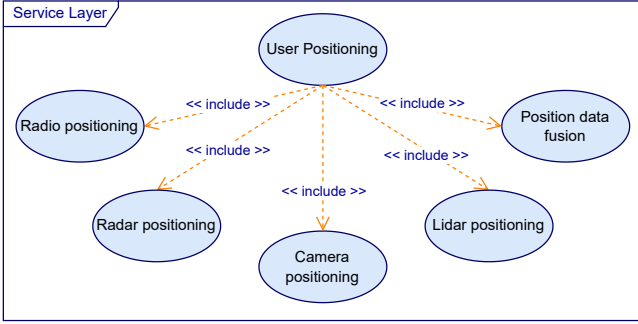 Service Layer
User Positioning
<< include >>
<< include >>
Radio positioning
Position data
fusion
<< include >>
<< include >>
<< include >>
Radar positioning
Lidar positioning
Camera
positioning